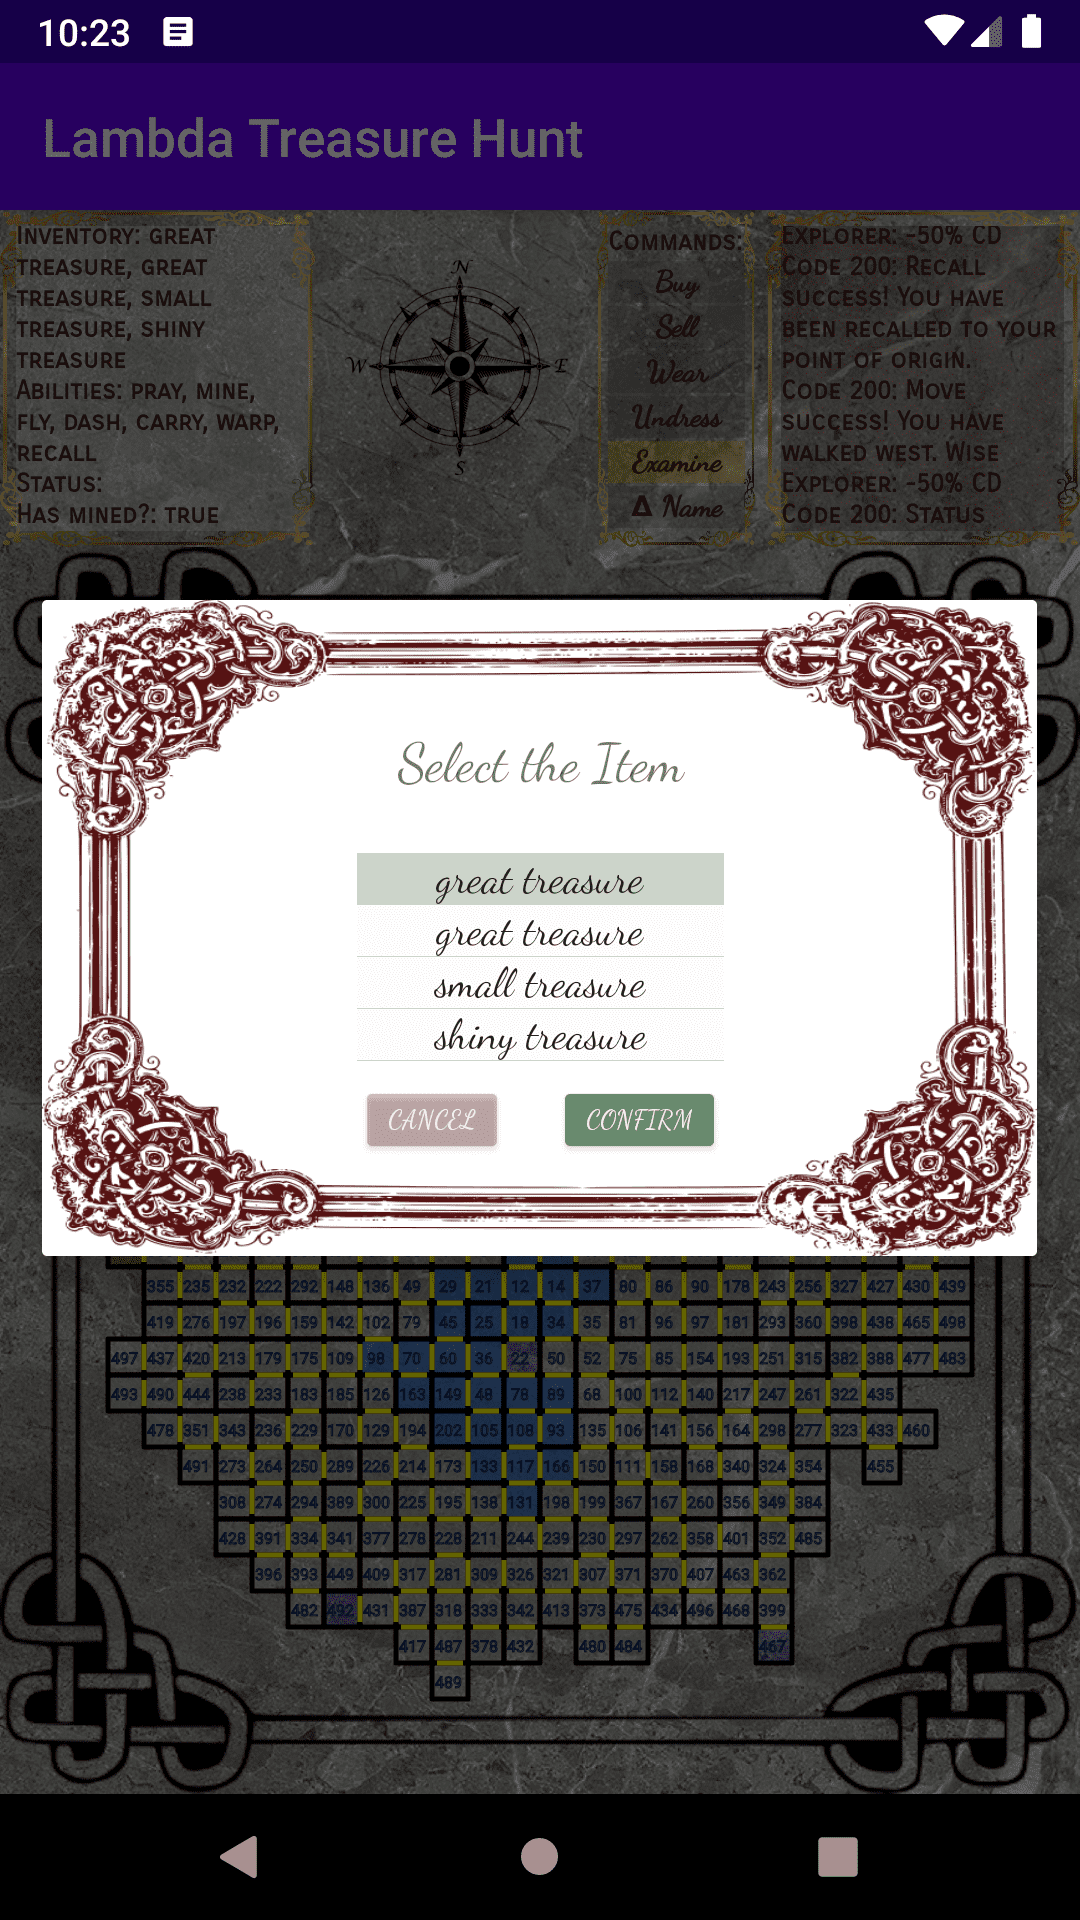 10:23
Lambda Treasure Hunt
Inventory: great
treasure, great
treasure, small
treasure, shiny
treasure
Abilities: pray, mine,
fly, dash, carry, warp,
recall
Status:
Has mined?: true
N
W
E
S
Commands:
Buy
Sell
Wear
Undress
Examine
Δ Name
Explorer: -50% CD
Code 200: Recall
success! You have
been recalled to your
point of origin.
Code 200: Move
success! You have
walked west. Wise
Explorer: -50% CD
Code 200: Status
Select the Item
great treasure
great treasure
small treasure
shiny treasure
CANCEL
CONFIRM
355 235 232 222 292 148 136 49 29 21 12 14 37 80 86 90 178 243 256 327 427 430 439
419 276 197 196 159 142 102 79 45 25 18 34 35 81 96 97 181 293 360 398 438 465 498
497 437 420 213 179 175 109 98 70 60 36 22 50 52 75 85 154 193 251 315 382 388 477 483
493 490 444 238 233 183 185 126 163 149 48 78 89 68 100 112 140 217 247 261 322 435
478 351 343 236 229 170 129 194 202 105 108 93 135 106 141 156 164 298 277 323 433 460
491 273 264 250 289 226 214 173 133 117 166 150 111 158 168 340 324 354 455
308 274 294 389 300 225 195 138 131 198 199 367 167 260 356 349 384
428 391 334 341 377 278 228 211 244 239 230 297 262 358 401 352 485
396 393 449 409 317 281 309 326 321 307 371 370 407 463 362
482 492 431 387 318 333 342 413 373 475 434 496 468 399
417 487 378 432 480 484 467
489